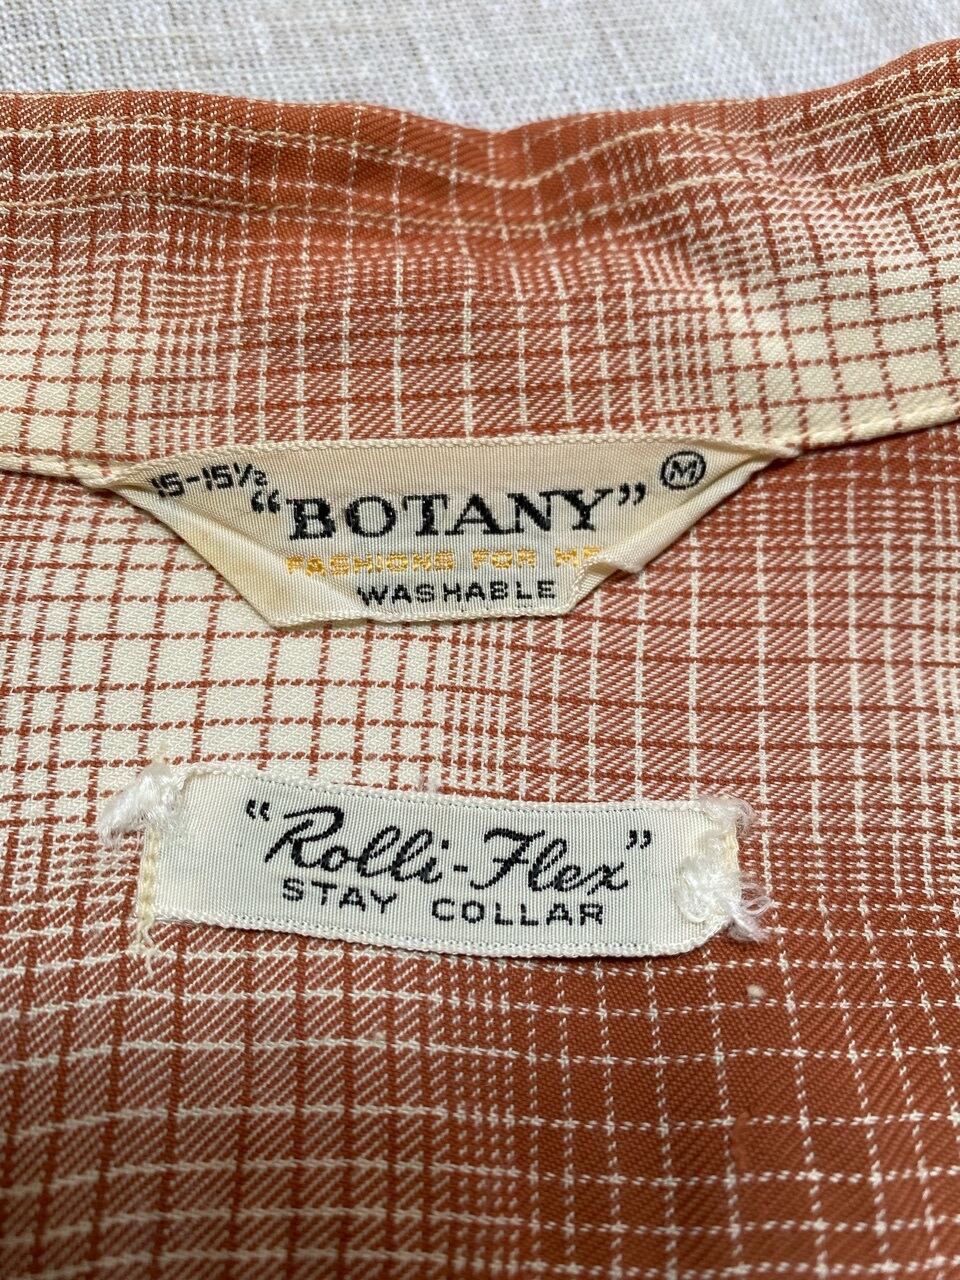 15-15½
Ⓜ
"BOTANY"
FASHIONS FOR
WASHABLE
"Rolli-Flex"
STAY COLLAR